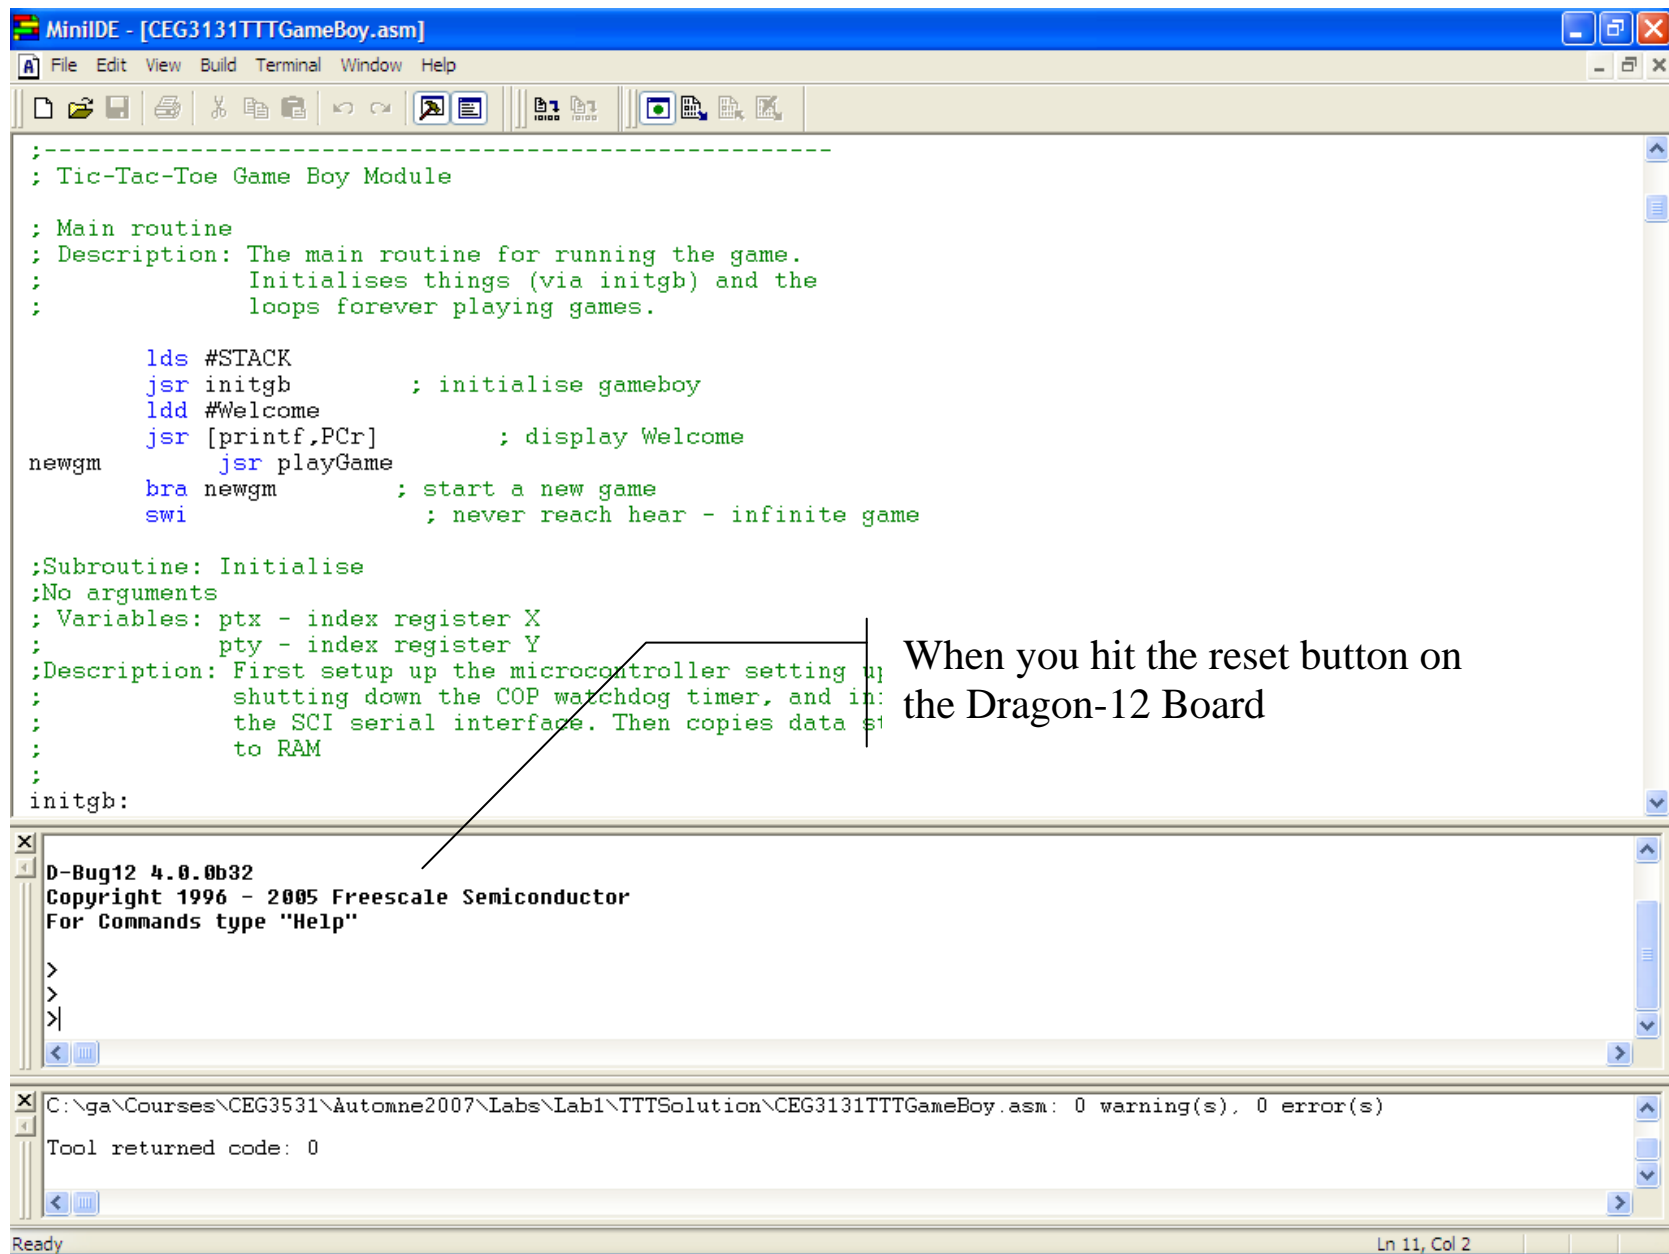 MiniIDE - [CEG3131TTTGameBoy.asm]
File Edit View Build Terminal Window Help
;------------------------------------------------------
; Tic-Tac-Toe Game Boy Module
; Main routine
; Description: The main routine for running the game.
; Initialises things (via initgb) and the
; loops forever playing games.
lds #STACK
jsr initgb ; initialise gameboy
ldd #Welcome
jsr [printf,PCr] ; display Welcome
newgm jsr playGame
bra newgm ; start a new game
swi ; never reach hear - infinite game
;Subroutine: Initialise
;No arguments
; Variables: ptx - index register X
; pty - index register Y
;Description: First setup up the microcontroller setting up
; shutting down the COP watchdog timer, and in
; the SCI serial interface. Then copies data st
; to RAM
;
initgb:
When you hit the reset button on
the Dragon-12 Board
D-Bug12 4.0.0b32
Copyright 1996 - 2005 Freescale Semiconductor
For Commands type "Help"
>
>
>
C:\ga\Courses\CEG3531\Automne2007\Labs\Lab1\TTTSolution\CEG3131TTTGameBoy.asm: 0 warning(s), 0 error(s)
Tool returned code: 0
Ready Ln 11, Col 2